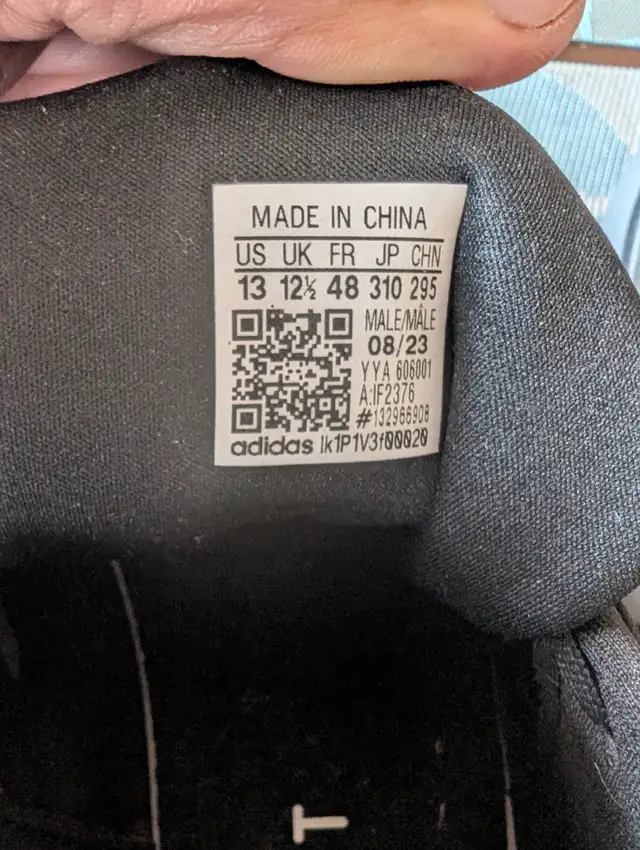 MADE IN CHINA
US UK FR JP CHN
13 12½ 48 310 295
MALE/MÂLE
08/23
YYA 606001
A:IF2376
#132966908
adidas lk1P1V3f00020
T